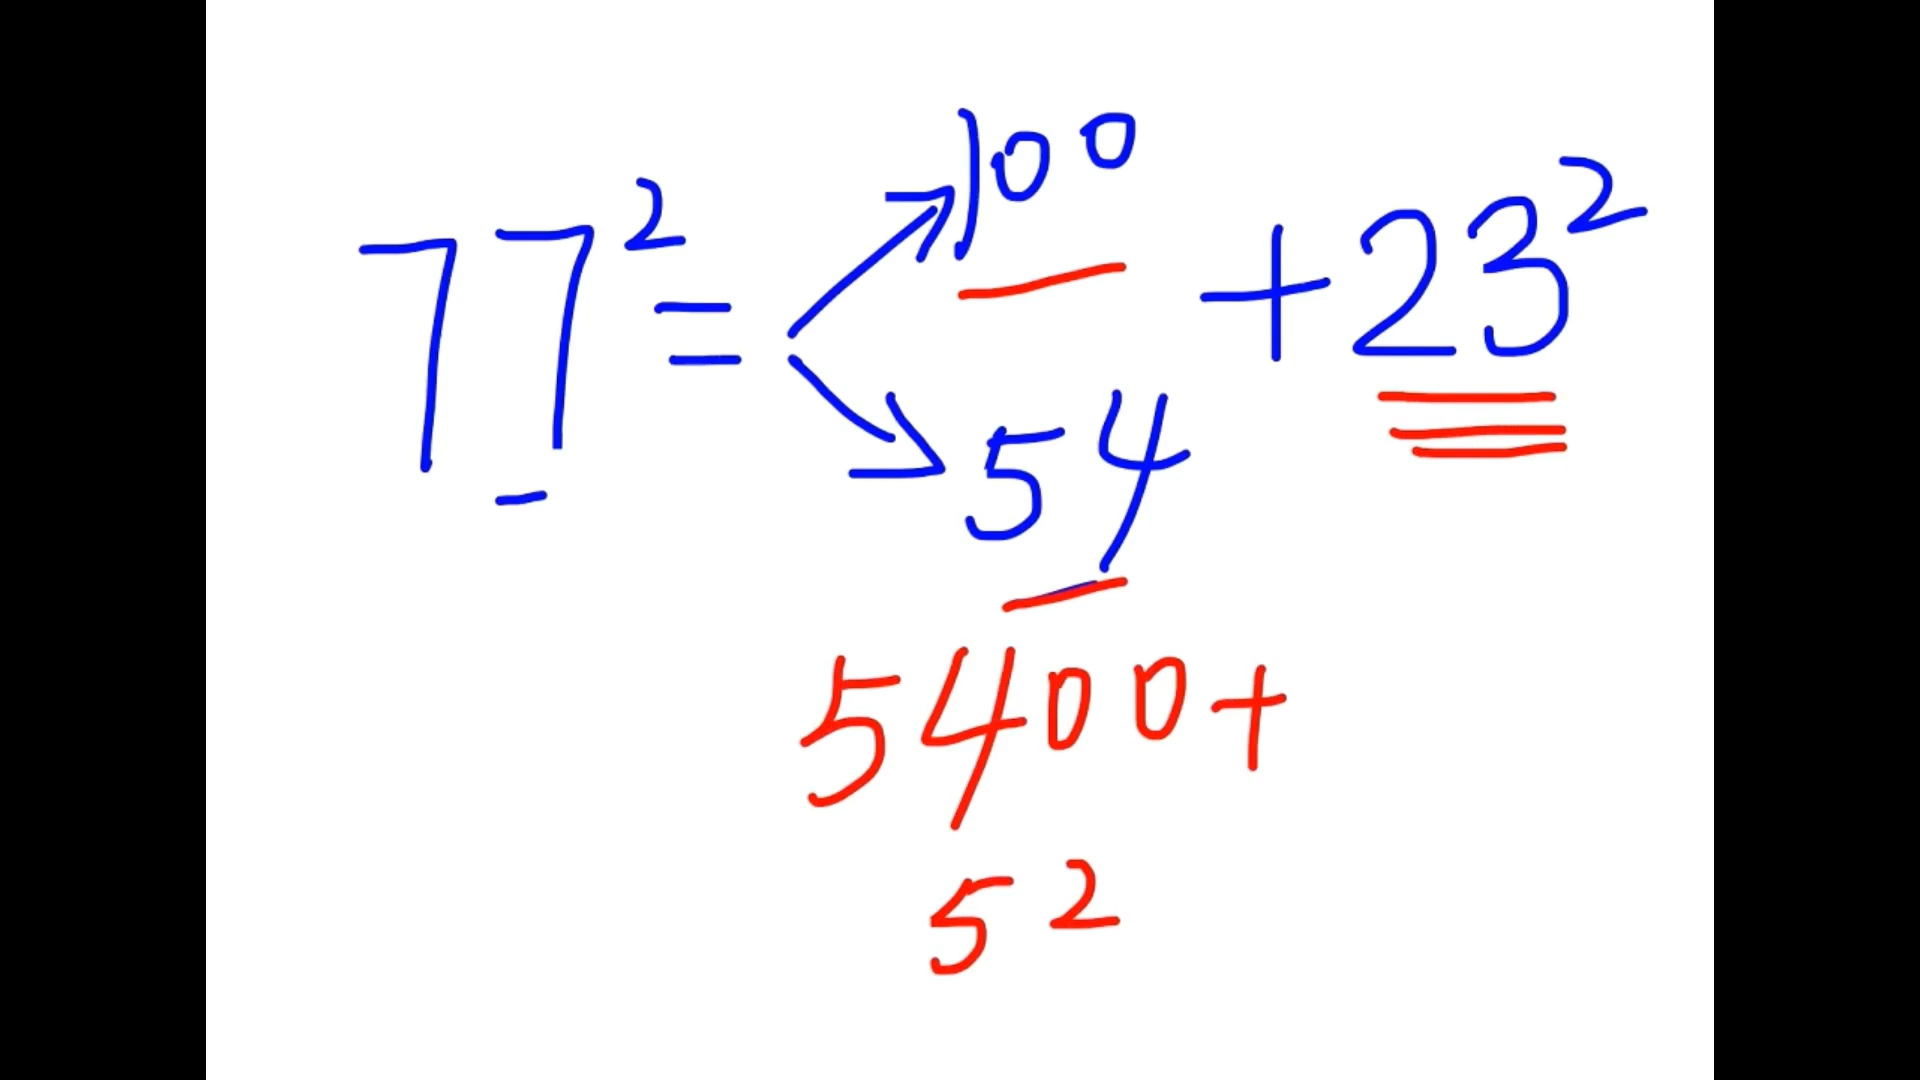 77² = 100 + 23²
54
5400+
52